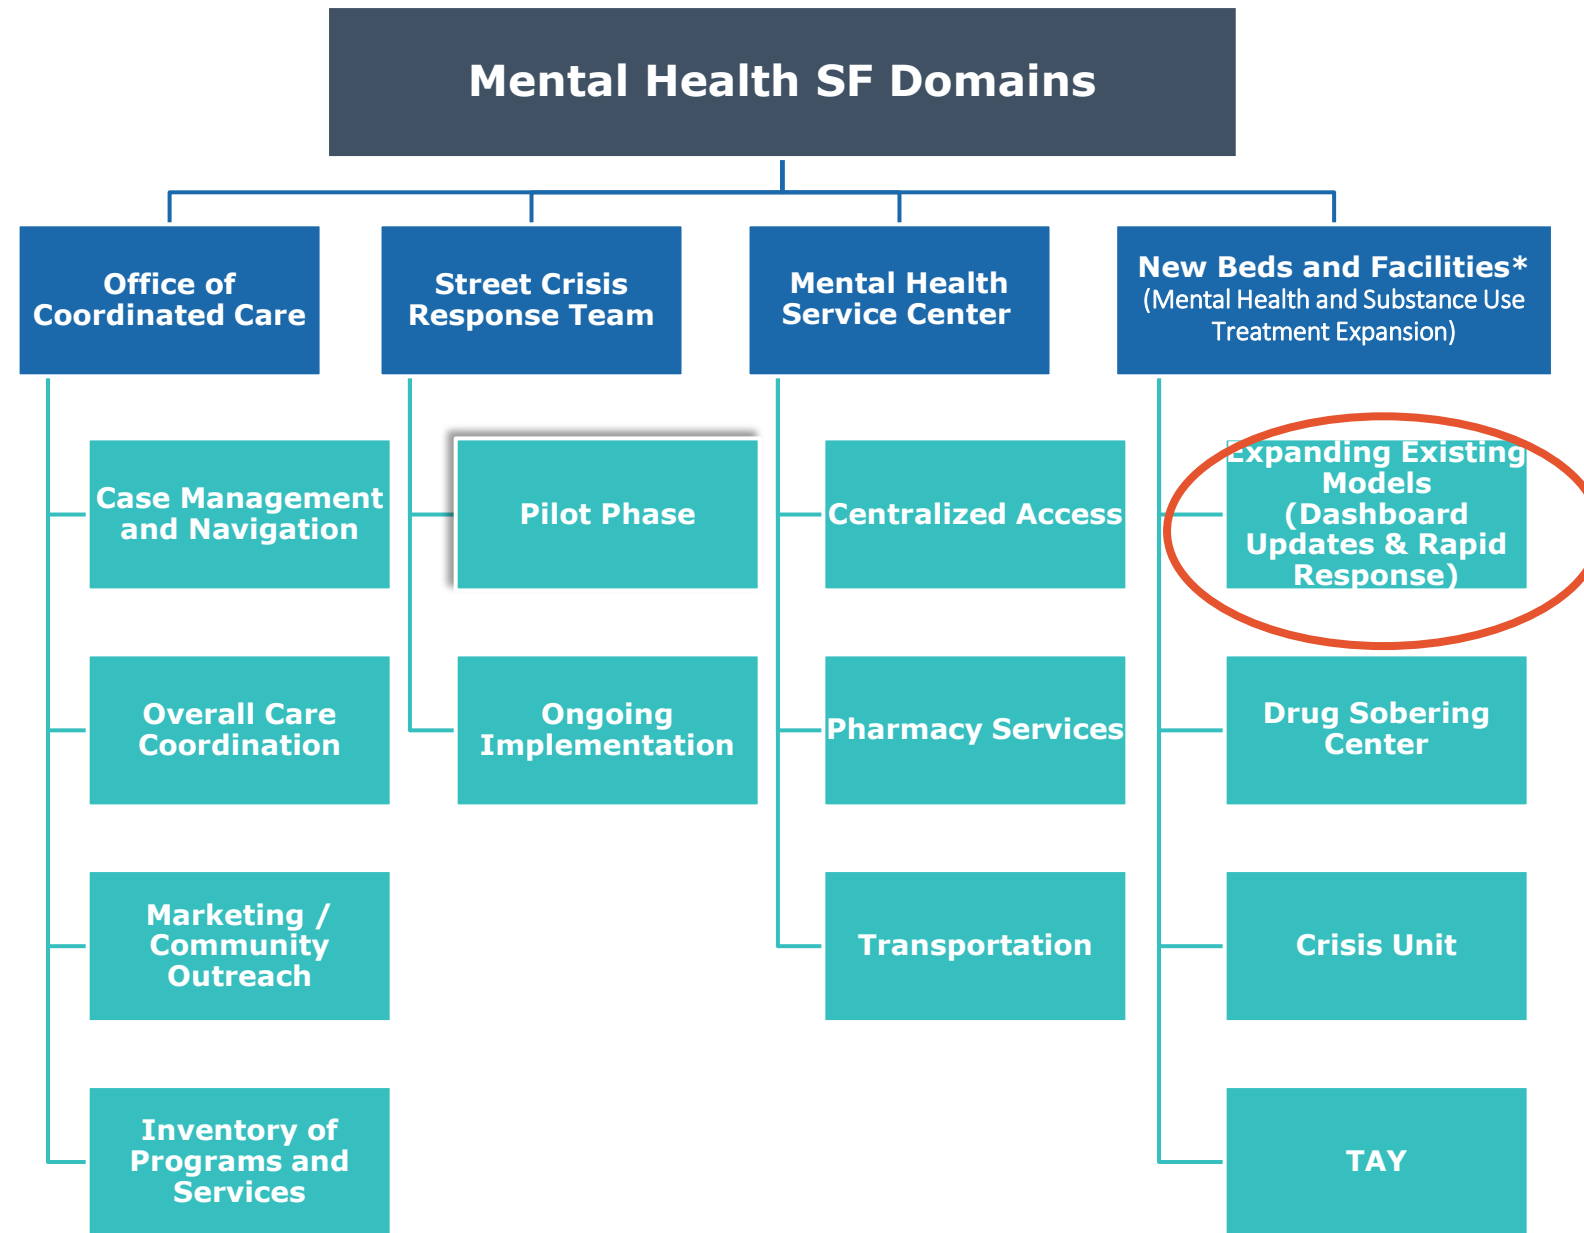 Mental Health SF Domains
Office of
Coordinated Care
Street Crisis
Response Team
Mental Health
Service Center
New Beds and Facilities*
(Mental Health and Substance Use
Treatment Expansion)
Case Management
and Navigation
Overall Care
Coordination
Marketing /
Community
Outreach
Inventory of
Programs and
Services
Pilot Phase
Ongoing
Implementation
Centralized Access
Pharmacy Services
Transportation
Expanding Existing
Models
(Dashboard
Updates & Rapid
Response)
Drug Sobering
Center
Crisis Unit
TAY